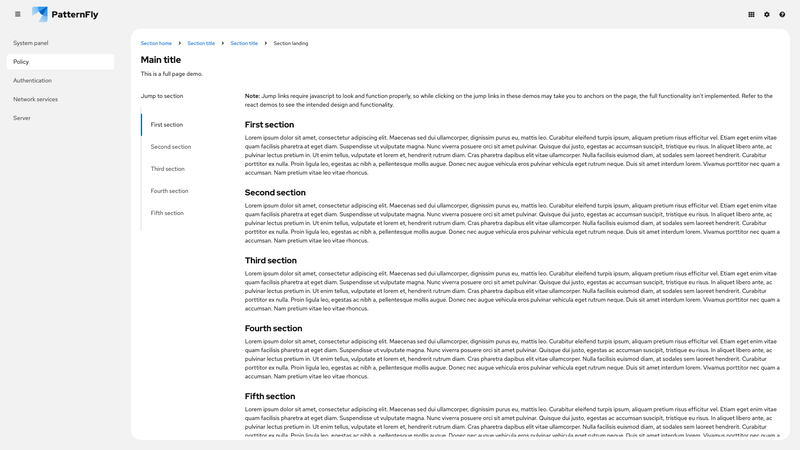 PatternFly
System panel
Policy
Authentication
Network services
Server
Section home
Section title
Section title
Section landing
Main title
This is a full page demo.
Jump to section
First section
Second section
Third section
Fourth section
Fifth section
Note: Jump links require javascript to look and function properly, so while clicking on the jump links in these demos may take you to anchors on the page, the full functionality isn't implemented. Refer to the
react demos to see the intended design and functionality.
First section
Lorem ipsum dolor sit amet, consectetur adipiscing elit. Maecenas sed dui ullamcorper, dignissim purus eu, mattis leo. Curabitur eleifend turpis ipsum, aliquam pretium risus efficitur vel. Etiam eget enim vitae
quam facilisis pharetra at eget diam. Suspendisse ut vulputate magna. Nunc viverra posuere orci sit amet pulvinar. Quisque dui justo, egestas ac accumsan suscipit, tristique eu risus. In aliquet libero ante, ac
pulvinar lectus pretium in. Ut enim tellus, vulputate et lorem et, hendrerit rutrum diam. Cras pharetra dapibus elit vitae ullamcorper. Nulla facilisis euismod diam, at sodales sem laoreet hendrerit. Curabitur
porttitor ex nulla. Proin ligula leo, egestas ac nibh a, pellentesque mollis augue. Donec nec augue vehicula eros pulvinar vehicula eget rutrum neque. Duis sit amet interdum lorem. Vivamus porttitor nec quam a
accumsan. Nam pretium vitae leo vitae rhoncus.
Second section
Lorem ipsum dolor sit amet, consectetur adipiscing elit. Maecenas sed dui ullamcorper, dignissim purus eu, mattis leo. Curabitur eleifend turpis ipsum, aliquam pretium risus efficitur vel. Etiam eget enim vitae
quam facilisis pharetra at eget diam. Suspendisse ut vulputate magna. Nunc viverra posuere orci sit amet pulvinar. Quisque dui justo, egestas ac accumsan suscipit, tristique eu risus. In aliquet libero ante, ac
pulvinar lectus pretium in. Ut enim tellus, vulputate et lorem et, hendrerit rutrum diam. Cras pharetra dapibus elit vitae ullamcorper. Nulla facilisis euismod diam, at sodales sem laoreet hendrerit. Curabitur
porttitor ex nulla. Proin ligula leo, egestas ac nibh a, pellentesque mollis augue. Donec nec augue vehicula eros pulvinar vehicula eget rutrum neque. Duis sit amet interdum lorem. Vivamus porttitor nec quam a
accumsan. Nam pretium vitae leo vitae rhoncus.
Third section
Lorem ipsum dolor sit amet, consectetur adipiscing elit. Maecenas sed dui ullamcorper, dignissim purus eu, mattis leo. Curabitur eleifend turpis ipsum, aliquam pretium risus efficitur vel. Etiam eget enim vitae
quam facilisis pharetra at eget diam. Suspendisse ut vulputate magna. Nunc viverra posuere orci sit amet pulvinar. Quisque dui justo, egestas ac accumsan suscipit, tristique eu risus. In aliquet libero ante, ac
pulvinar lectus pretium in. Ut enim tellus, vulputate et lorem et, hendrerit rutrum diam. Cras pharetra dapibus elit vitae ullamcorper. Nulla facilisis euismod diam, at sodales sem laoreet hendrerit. Curabitur
porttitor ex nulla. Proin ligula leo, egestas ac nibh a, pellentesque mollis augue. Donec nec augue vehicula eros pulvinar vehicula eget rutrum neque. Duis sit amet interdum lorem. Vivamus porttitor nec quam a
accumsan. Nam pretium vitae leo vitae rhoncus.
Fourth section
Lorem ipsum dolor sit amet, consectetur adipiscing elit. Maecenas sed dui ullamcorper, dignissim purus eu, mattis leo. Curabitur eleifend turpis ipsum, aliquam pretium risus efficitur vel. Etiam eget enim vitae
quam facilisis pharetra at eget diam. Suspendisse ut vulputate magna. Nunc viverra posuere orci sit amet pulvinar. Quisque dui justo, egestas ac accumsan suscipit, tristique eu risus. In aliquet libero ante, ac
pulvinar lectus pretium in. Ut enim tellus, vulputate et lorem et, hendrerit rutrum diam. Cras pharetra dapibus elit vitae ullamcorper. Nulla facilisis euismod diam, at sodales sem laoreet hendrerit. Curabitur
porttitor ex nulla. Proin ligula leo, egestas ac nibh a, pellentesque mollis augue. Donec nec augue vehicula eros pulvinar vehicula eget rutrum neque. Duis sit amet interdum lorem. Vivamus porttitor nec quam a
accumsan. Nam pretium vitae leo vitae rhoncus.
Fifth section
Lorem ipsum dolor sit amet, consectetur adipiscing elit. Maecenas sed dui ullamcorper, dignissim purus eu, mattis leo. Curabitur eleifend turpis ipsum, aliquam pretium risus efficitur vel. Etiam eget enim vitae
quam facilisis pharetra at eget diam. Suspendisse ut vulputate magna. Nunc viverra posuere orci sit amet pulvinar. Quisque dui justo, egestas ac accumsan suscipit, tristique eu risus. In aliquet libero ante, ac
pulvinar lectus pretium in. Ut enim tellus, vulputate et lorem et, hendrerit rutrum diam. Cras pharetra dapibus elit vitae ullamcorper. Nulla facilisis euismod diam, at sodales sem laoreet hendrerit. Curabitur
porttitor ex nulla. Proin ligula leo, egestas ac nibh a, pellentesque mollis augue. Donec nec augue vehicula eros pulvinar vehicula eget rutrum neque. Duis sit amet interdum lorem. Vivamus porttitor nec quam a